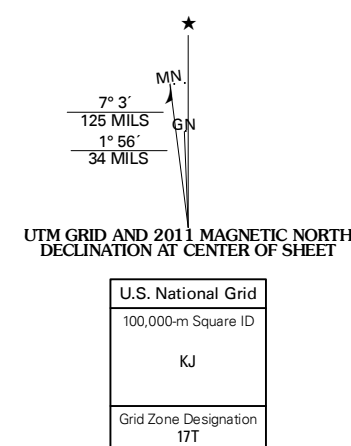 ★
MN.
7° 3´
125 MILS
GN
1° 56´
34 MILS
UTM GRID AND 2011 MAGNETIC NORTH
DECLINATION AT CENTER OF SHEET
U.S. National Grid
100,000-m Square ID
KJ
Grid Zone Designation
17T